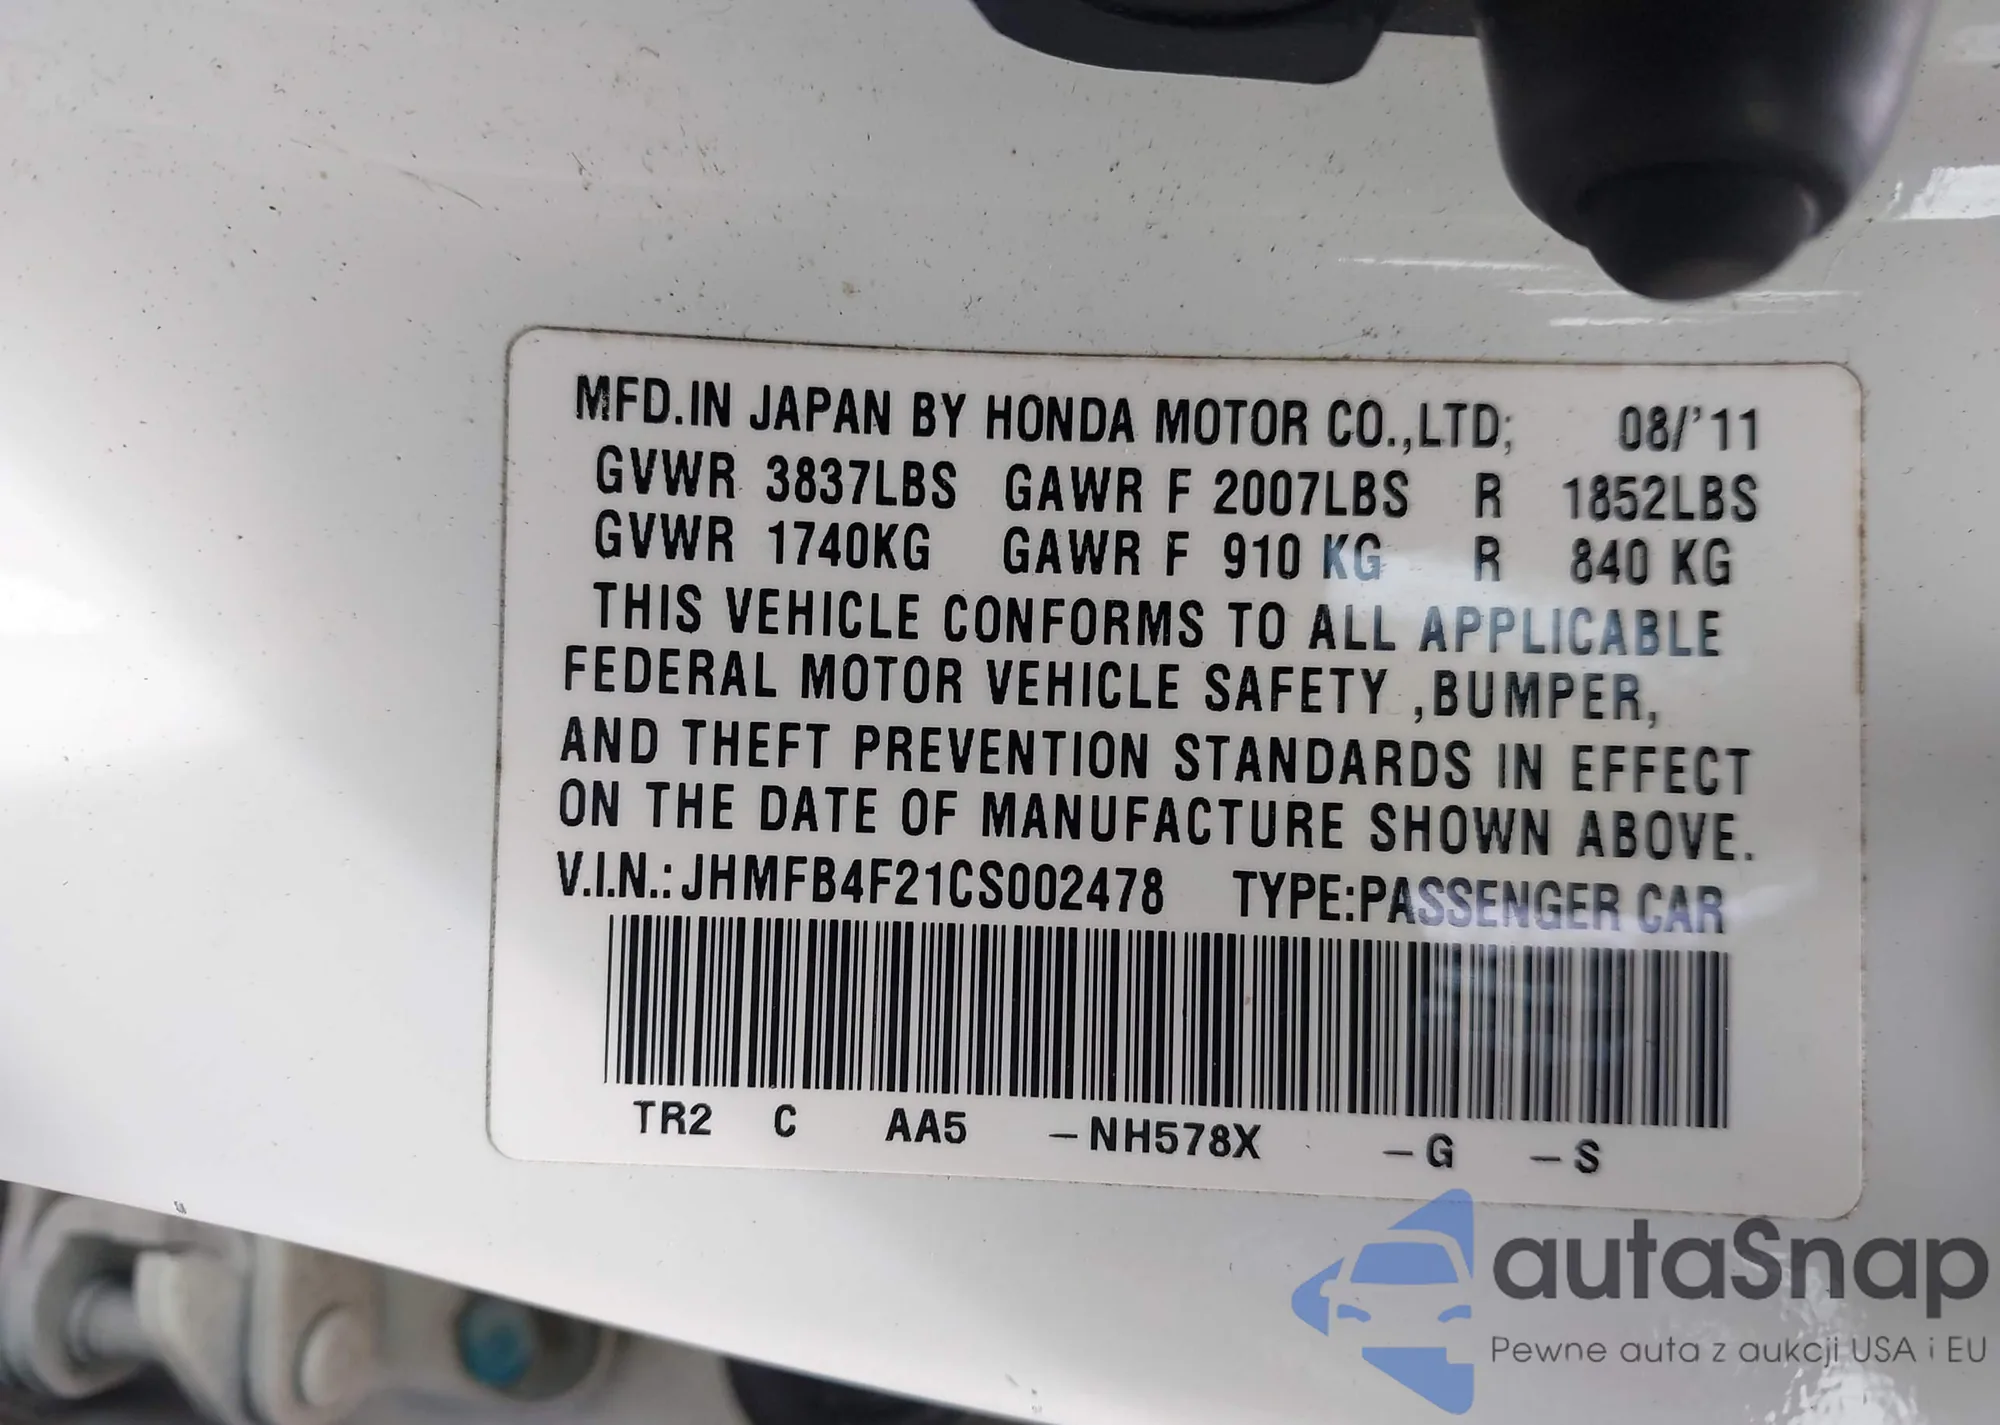 MFD.IN JAPAN BY HONDA MOTOR CO.,LTD; 08/'11
GVWR 3837LBS GAWR F 2007LBS R 1852LBS
GVWR 1740KG GAWR F 910 KG R 840 KG
THIS VEHICLE CONFORMS TO ALL APPLICABLE
FEDERAL MOTOR VEHICLE SAFETY ,BUMPER,
AND THEFT PREVENTION STANDARDS IN EFFECT
ON THE DATE OF MANUFACTURE SHOWN ABOVE.
V.I.N.:JHMFB4F21CS002478 TYPE:PASSENGER CAR
TR2 C AA5 -NH578X -G -S
autaSnap
Pewne auta z aukcji USA i EU